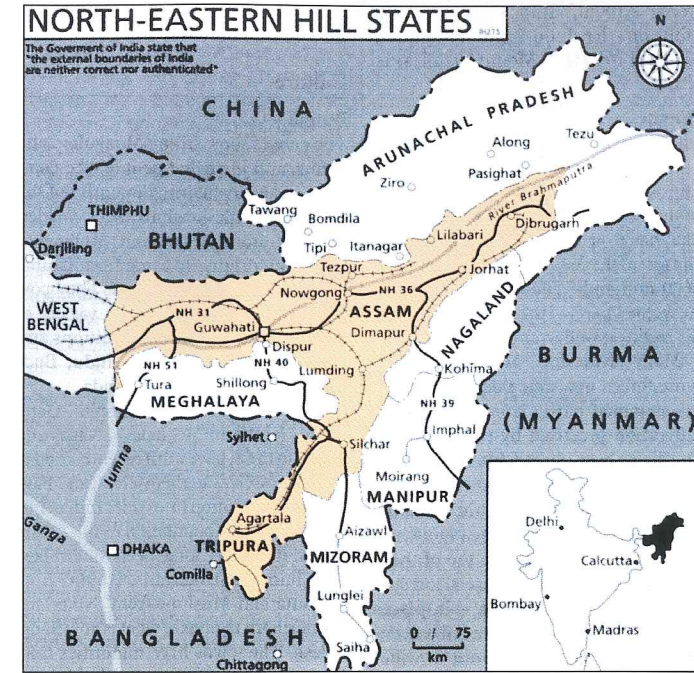 NORTH-EASTERN HILL STATES
IH215
The Goverment of India state that
"the external boundaries of India
are neither correct nor authenticated"
N
CHINA
ARUNACHAL PRADESH
Along
Tezu
Pasighat
Ziro
River Brahmaputra
THIMPHU
Tawang
Bomdila
Dibrugarh
BHUTAN
Lilabari
Darjiling
Tipi
Itanagar
Tezpur
Jorhat
Nowgong
NH 36
WEST
BENGAL
NH 31
ASSAM
Guwahati
Dimapur
NAGALAND
Dispur
BURMA
NH 51
NH 40
Lumding
Kohima
Tura
Shillong
MEGHALAYA
NH 39
(MYANMAR)
Sylhet
Imphal
Silchar
Jumna
Moirang
MANIPUR
Ganga
Agartala
Delhi
Aizawl
DHAKA
TRIPURA
MIZORAM
Calcutta
Comilla
Lunglei
Bombay
BANGLADESH
0 / 75
km
Madras
Saiha
Chittagong